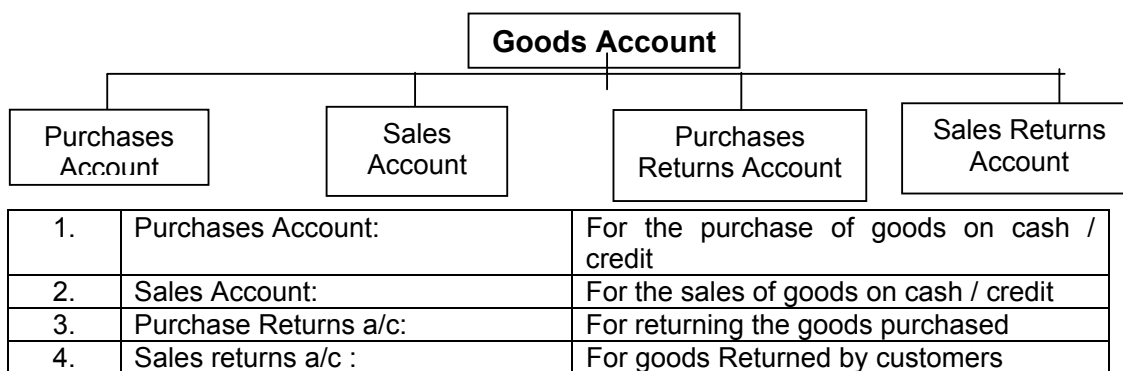 Goods Account
Purchases
Account
Sales
Account
Purchases
Returns Account
Sales Returns
Account
1. Purchases Account: For the purchase of goods on cash /
credit
2. Sales Account: For the sales of goods on cash / credit
3. Purchase Returns a/c: For returning the goods purchased
4. Sales returns a/c : For goods Returned by customers